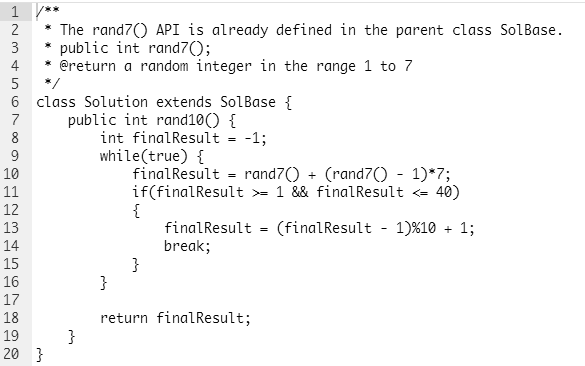 1 /**
2  * The rand7() API is already defined in the parent class SolBase.
3  * public int rand7();
4  * @return a random integer in the range 1 to 7
5  */
6 class Solution extends SolBase {
7     public int rand10() {
8         int finalResult = -1;
9         while(true) {
10             finalResult = rand7() + (rand7() - 1)*7;
11             if(finalResult >= 1 && finalResult <= 40)
12             {
13                 finalResult = (finalResult - 1)%10 + 1;
14                 break;
15             }
16         }
17
18         return finalResult;
19     }
20 }